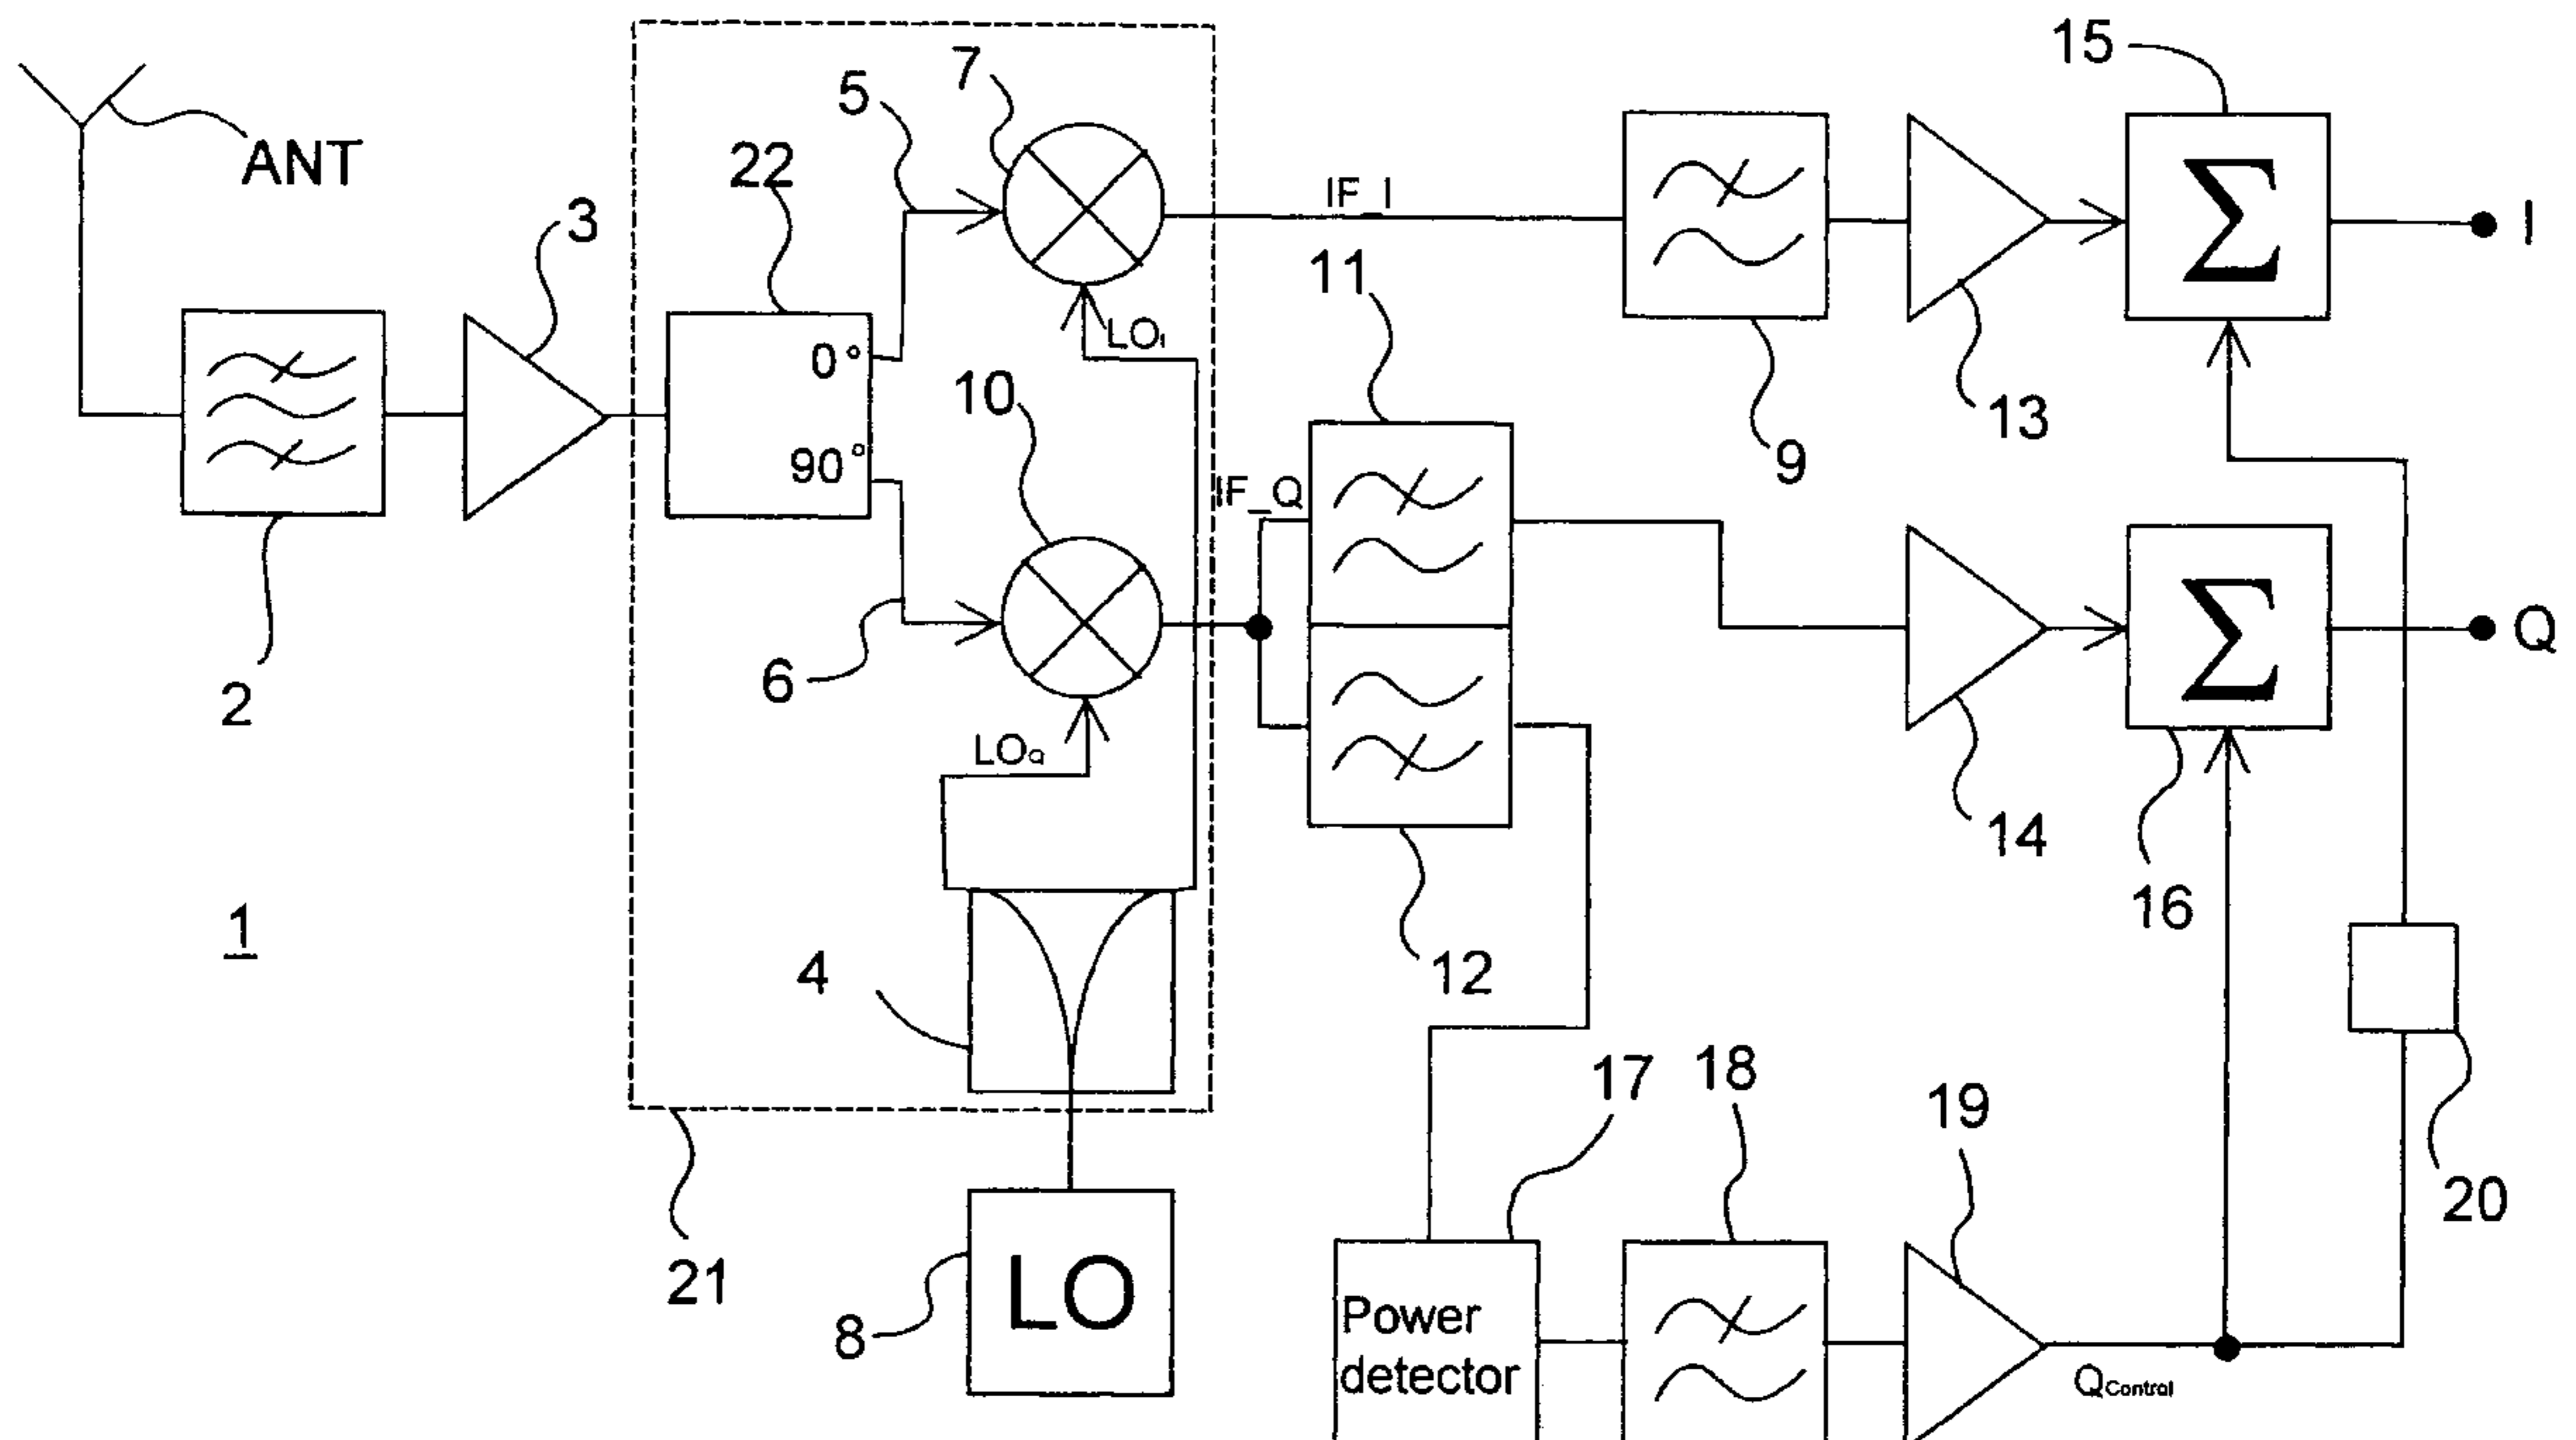 15
7
5
ANT
22
3
IF_I
I
11
0°
LOI
10
13
9
90°
IF_Q
Σ
Σ
Q
6
2
LOQ
14
16
1
4
12
17
18
19
20
21
8
LO
Power
detector
QControl